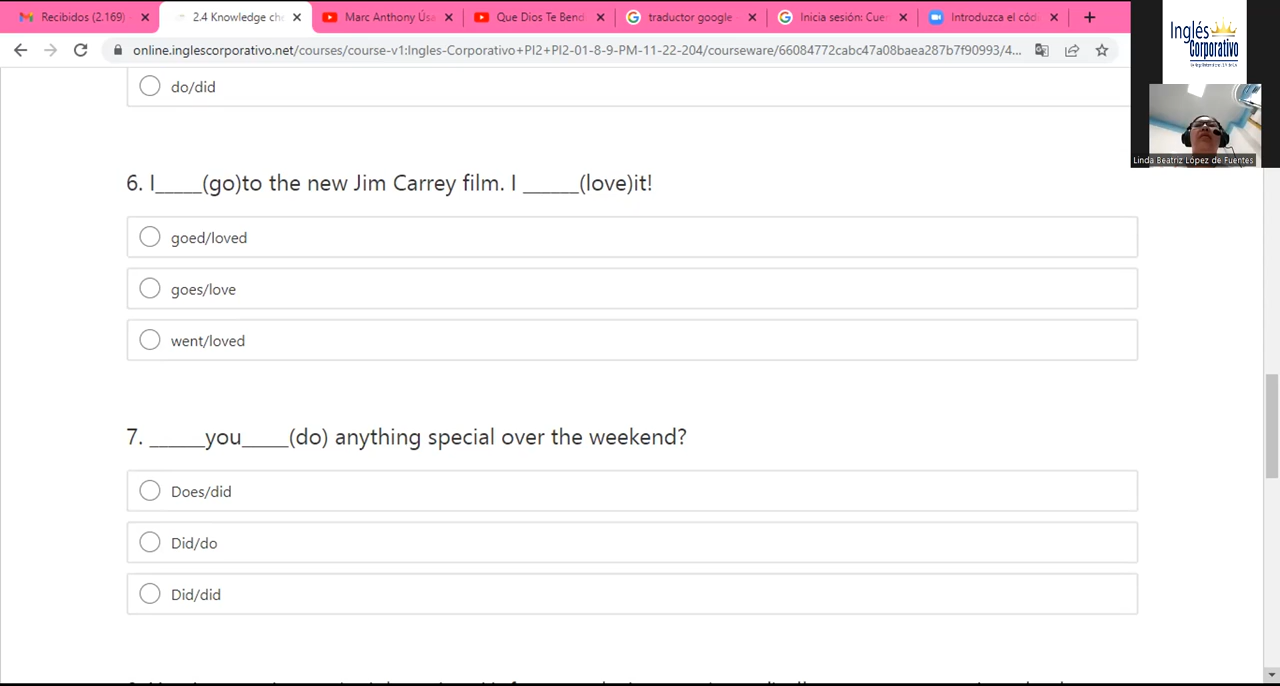 Recibidos (2.169)
2.4 Knowledge che
Marc Anthony Úsa
Que Dios Te Bend
traductor google
Inicia sesión: Cuen
Introduzca el códi
online.inglescorporativo.net/courses/course-v1:Ingles-Corporativo+PI2+PI2-01-8-9-PM-11-22-204/courseware/66084772cabc47a08baea287b7f90993/4...
Inglés
Corporativo
Linda Beatriz López de Fuentes
do/did
6. I_____(go)to the new Jim Carrey film. I ______(love)it!
goed/loved
goes/love
went/loved
7. ______you_____(do) anything special over the weekend?
Does/did
Did/do
Did/did